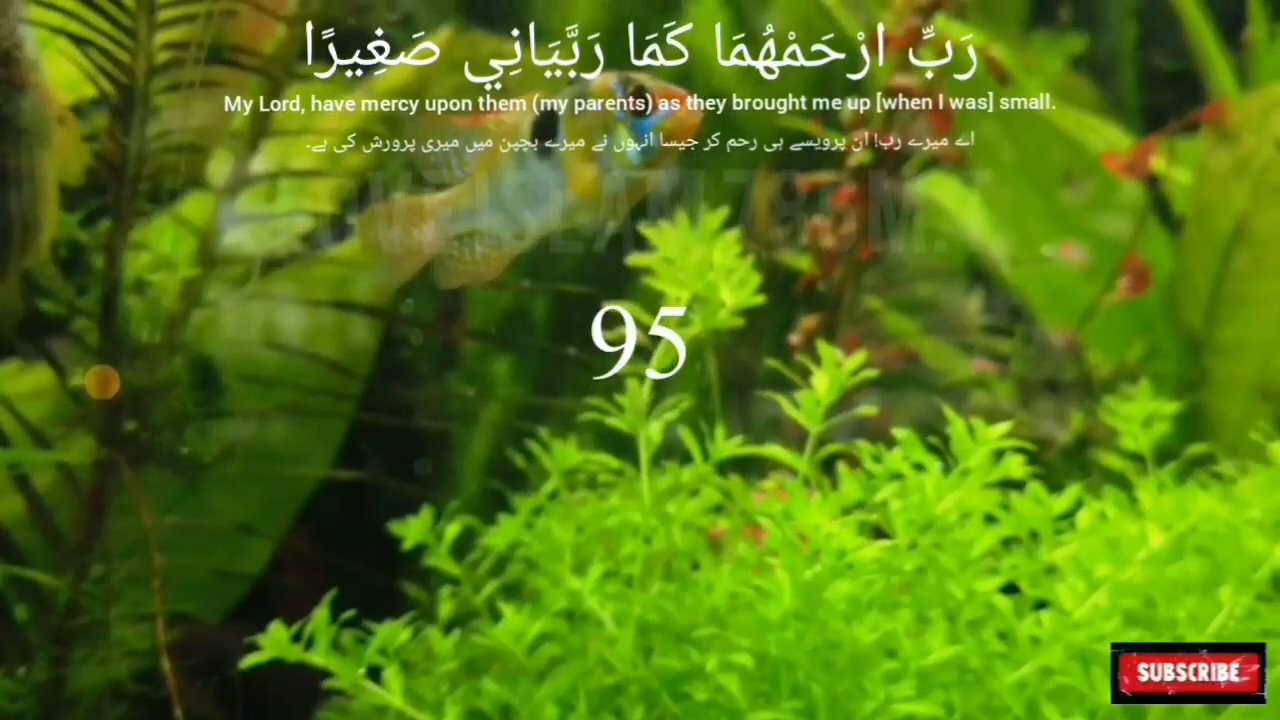 رَبِّ ارْحَمْهُمَا كَمَا رَبَّيَانِي صَغِيرًا
My Lord, have mercy upon them (my parents) as they brought me up [when I was] small.
اے میرے رب! ان پرویسے ہی رحم کر جیسا انہوں نے میرے بچپن میں میری پرورش کی ہے۔
95
SUBSCRIBE